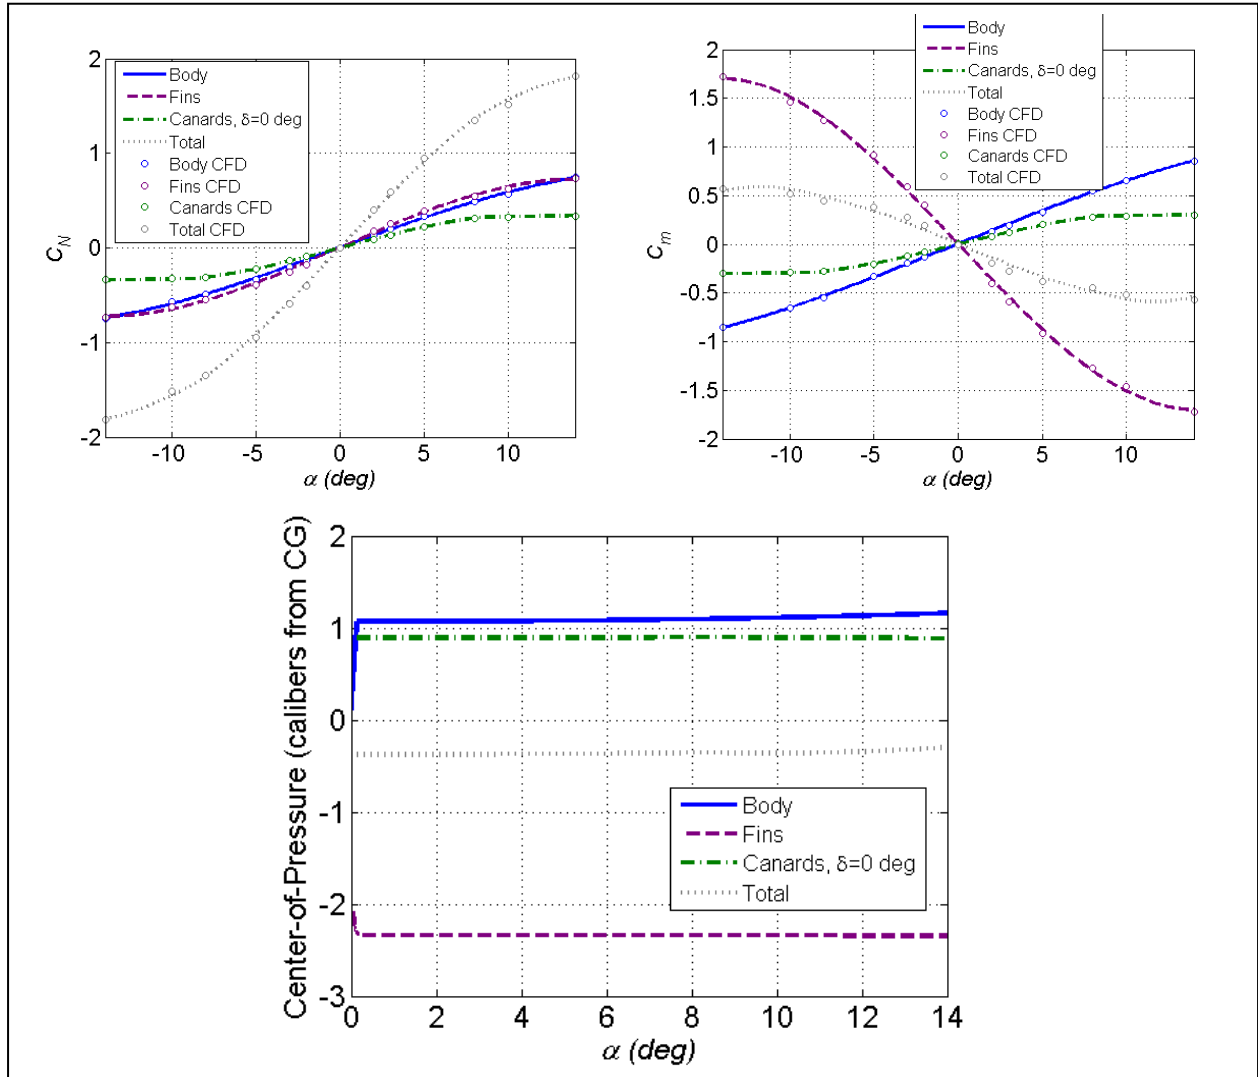 2
1
0
-1
-2
C_N
-10
-5
0
5
10
α (deg)
Body
Fins
Canards, δ=0 deg
Total
Body CFD
Fins CFD
Canards CFD
Total CFD
2
1.5
1
0.5
0
-0.5
-1
-1.5
-2
C_m
-10
-5
0
5
10
α (deg)
Body
Fins
Canards, δ=0 deg
Total
Body CFD
Fins CFD
Canards CFD
Total CFD
Center-of-Pressure (calibers from CG)
2
1
0
-1
-2
-3
0
2
4
6
8
10
12
14
α (deg)
Body
Fins
Canards, δ=0 deg
Total